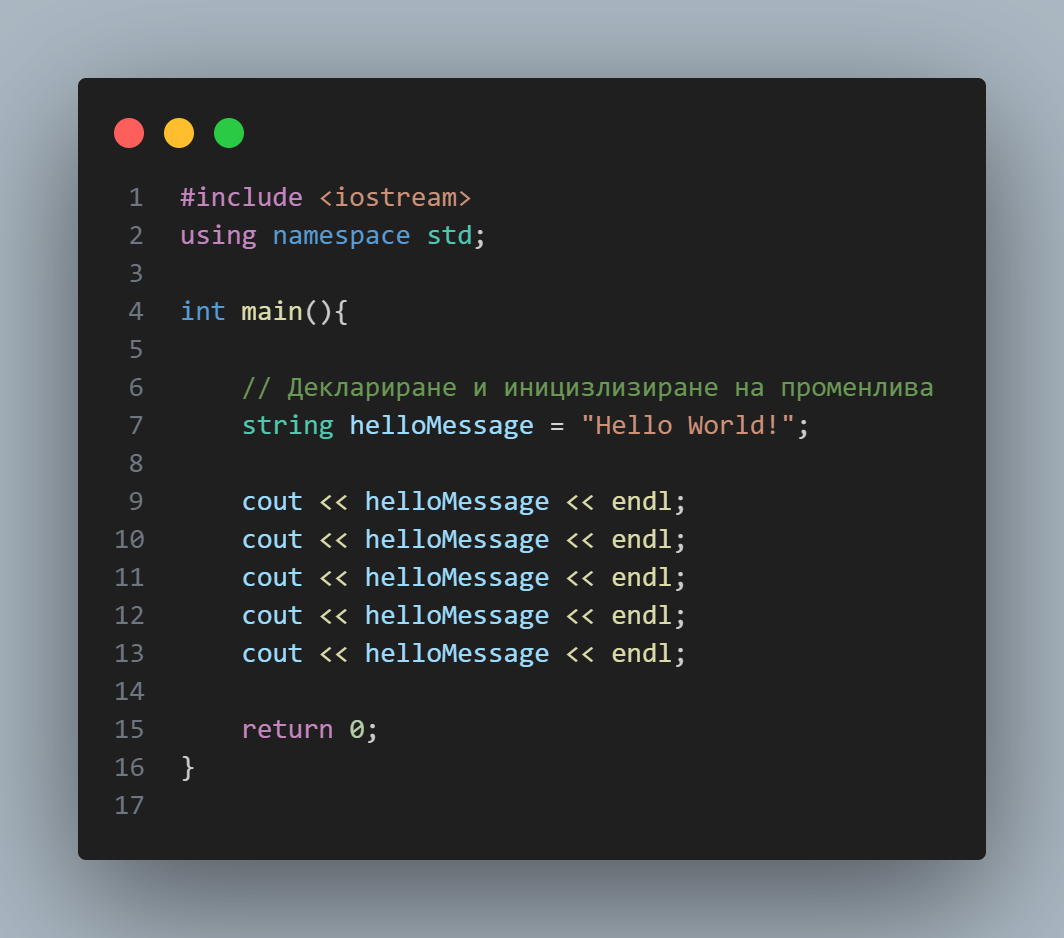 1 #include <iostream>
2 using namespace std;
3
4 int main(){
5
6 // Деклариране и иницизлизиране на променлива
7 string helloMessage = "Hello World!";
8
9 cout << helloMessage << endl;
10 cout << helloMessage << endl;
11 cout << helloMessage << endl;
12 cout << helloMessage << endl;
13 cout << helloMessage << endl;
14
15 return 0;
16 }
17